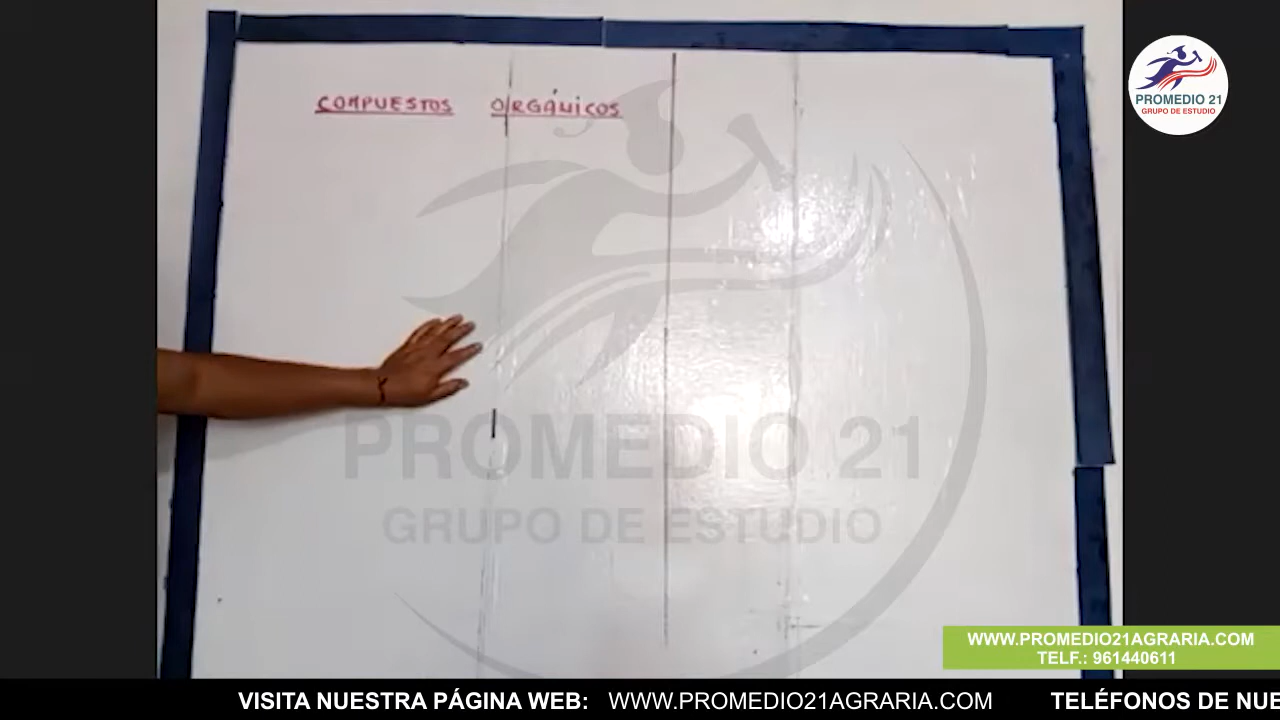 COMPUESTOS ORGÁNICOS
PROMEDIO 21
GRUPO DE ESTUDIO
PROMEDIO 21
GRUPO DE ESTUDIO
WWW.PROMEDIO21AGRARIA.COM
TELF.: 961440611
VISITA NUESTRA PÁGINA WEB: WWW.PROMEDIO21AGRARIA.COM TELÉFONOS DE NUE